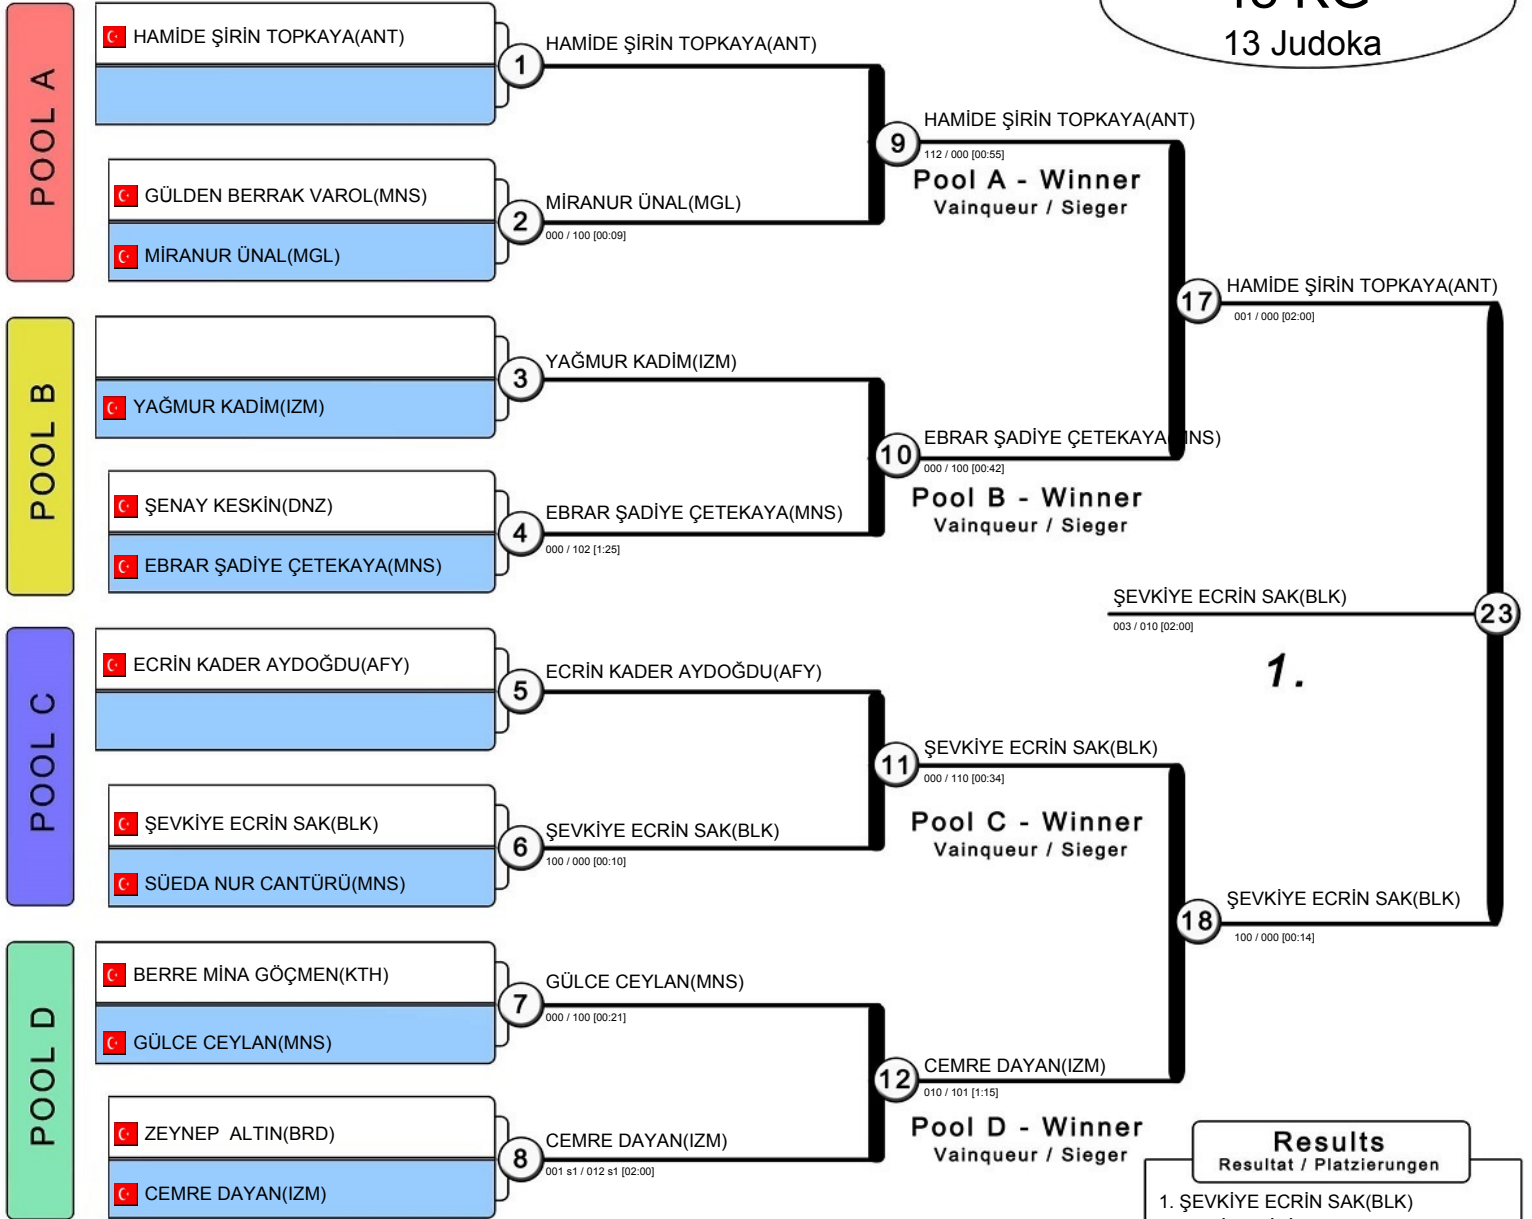 13 Judoka
POOL A
HAMİDE ŞİRİN TOPKAYA(ANT)
1
HAMİDE ŞİRİN TOPKAYA(ANT)
GÜLDEN BERRAK VAROL(MNS)
MİRANUR ÜNAL(MGL)
2
MİRANUR ÜNAL(MGL)
000 / 100 [00:09]
9
HAMİDE ŞİRİN TOPKAYA(ANT)
112 / 000 [00:55]
Pool A - Winner
Vainqueur / Sieger
POOL B
YAĞMUR KADİM(IZM)
3
YAĞMUR KADİM(IZM)
ŞENAY KESKİN(DNZ)
EBRAR ŞADİYE ÇETEKAYA(MNS)
4
EBRAR ŞADİYE ÇETEKAYA(MNS)
000 / 102 [1:25]
10
EBRAR ŞADİYE ÇETEKAYA(MNS)
000 / 100 [00:42]
Pool B - Winner
Vainqueur / Sieger
17
HAMİDE ŞİRİN TOPKAYA(ANT)
001 / 000 [02:00]
POOL C
ECRİN KADER AYDOĞDU(AFY)
5
ECRİN KADER AYDOĞDU(AFY)
ŞEVKİYE ECRİN SAK(BLK)
SÜEDA NUR CANTÜRÜ(MNS)
6
ŞEVKİYE ECRİN SAK(BLK)
100 / 000 [00:10]
11
ŞEVKİYE ECRİN SAK(BLK)
000 / 110 [00:34]
Pool C - Winner
Vainqueur / Sieger
POOL D
BERRE MİNA GÖÇMEN(KTH)
GÜLCE CEYLAN(MNS)
7
GÜLCE CEYLAN(MNS)
000 / 100 [00:21]
ZEYNEP  ALTIN(BRD)
CEMRE DAYAN(IZM)
8
CEMRE DAYAN(IZM)
001 s1 / 012 s1 [02:00]
12
CEMRE DAYAN(IZM)
010 / 101 [1:15]
Pool D - Winner
Vainqueur / Sieger
18
ŞEVKİYE ECRİN SAK(BLK)
100 / 000 [00:14]
23
ŞEVKİYE ECRİN SAK(BLK)
003 / 010 [02:00]
1.
Results
Resultat / Platzierungen
1. ŞEVKİYE ECRİN SAK(BLK)